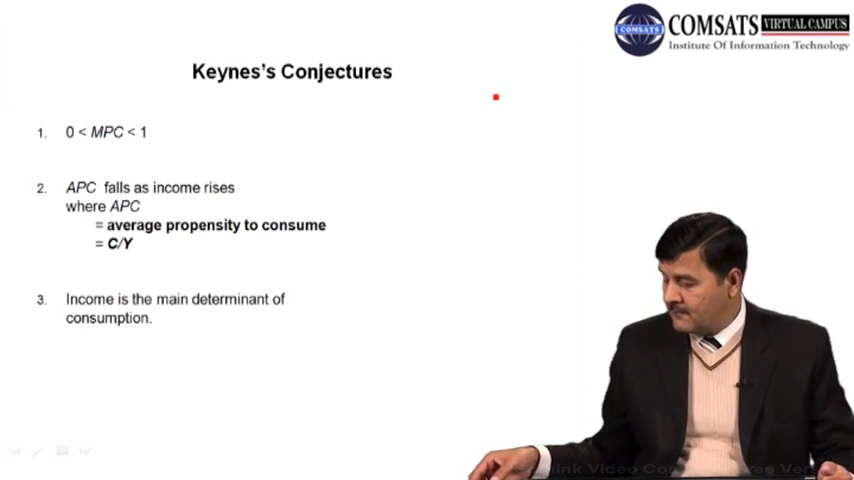 COMSATS VIRTUAL CAMPUS
COMSATS
Institute Of Information Technology
Keynes's Conjectures
1. 0 < MPC < 1
2. APC falls as income rises
where APC
= average propensity to consume
= C/Y
3. Income is the main determinant of
consumption.